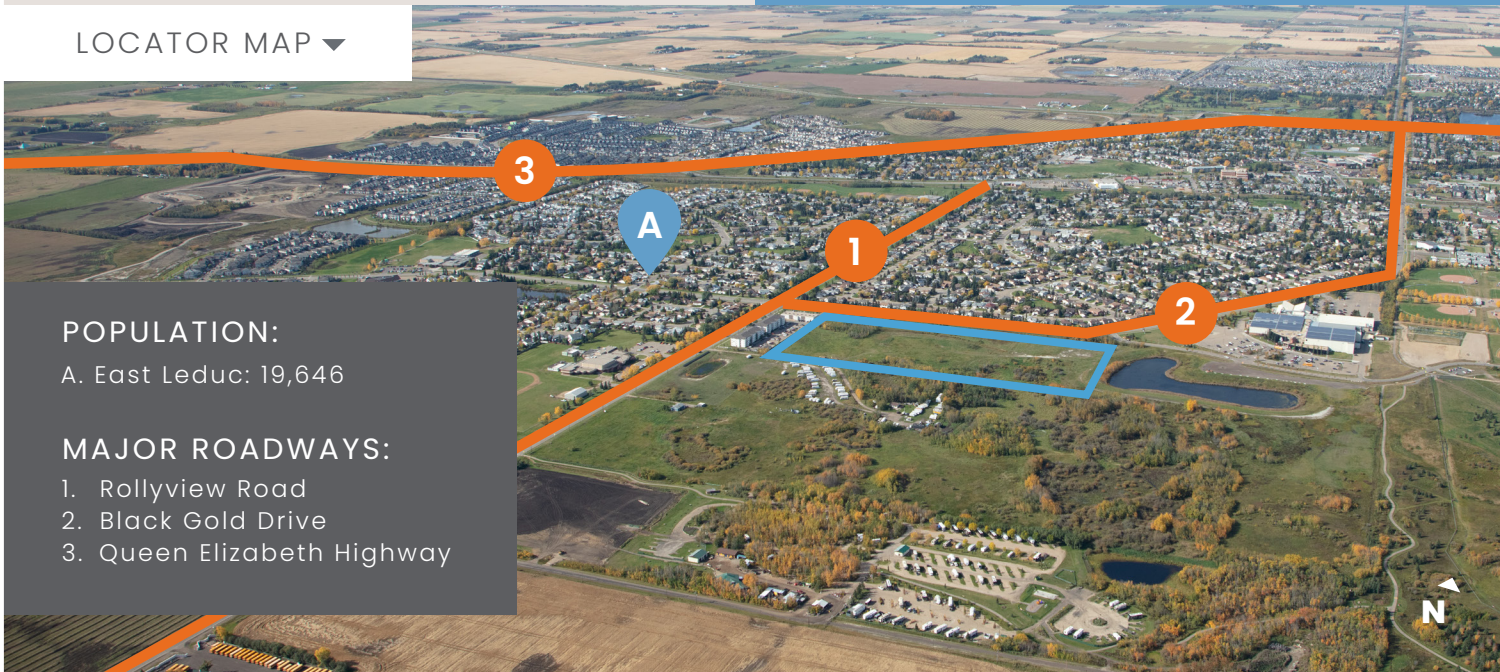 LOCATOR MAP
3
A
1
2
POPULATION:
A. East Leduc: 19,646
MAJOR ROADWAYS:
1. Rollyview Road
2. Black Gold Drive
3. Queen Elizabeth Highway
N